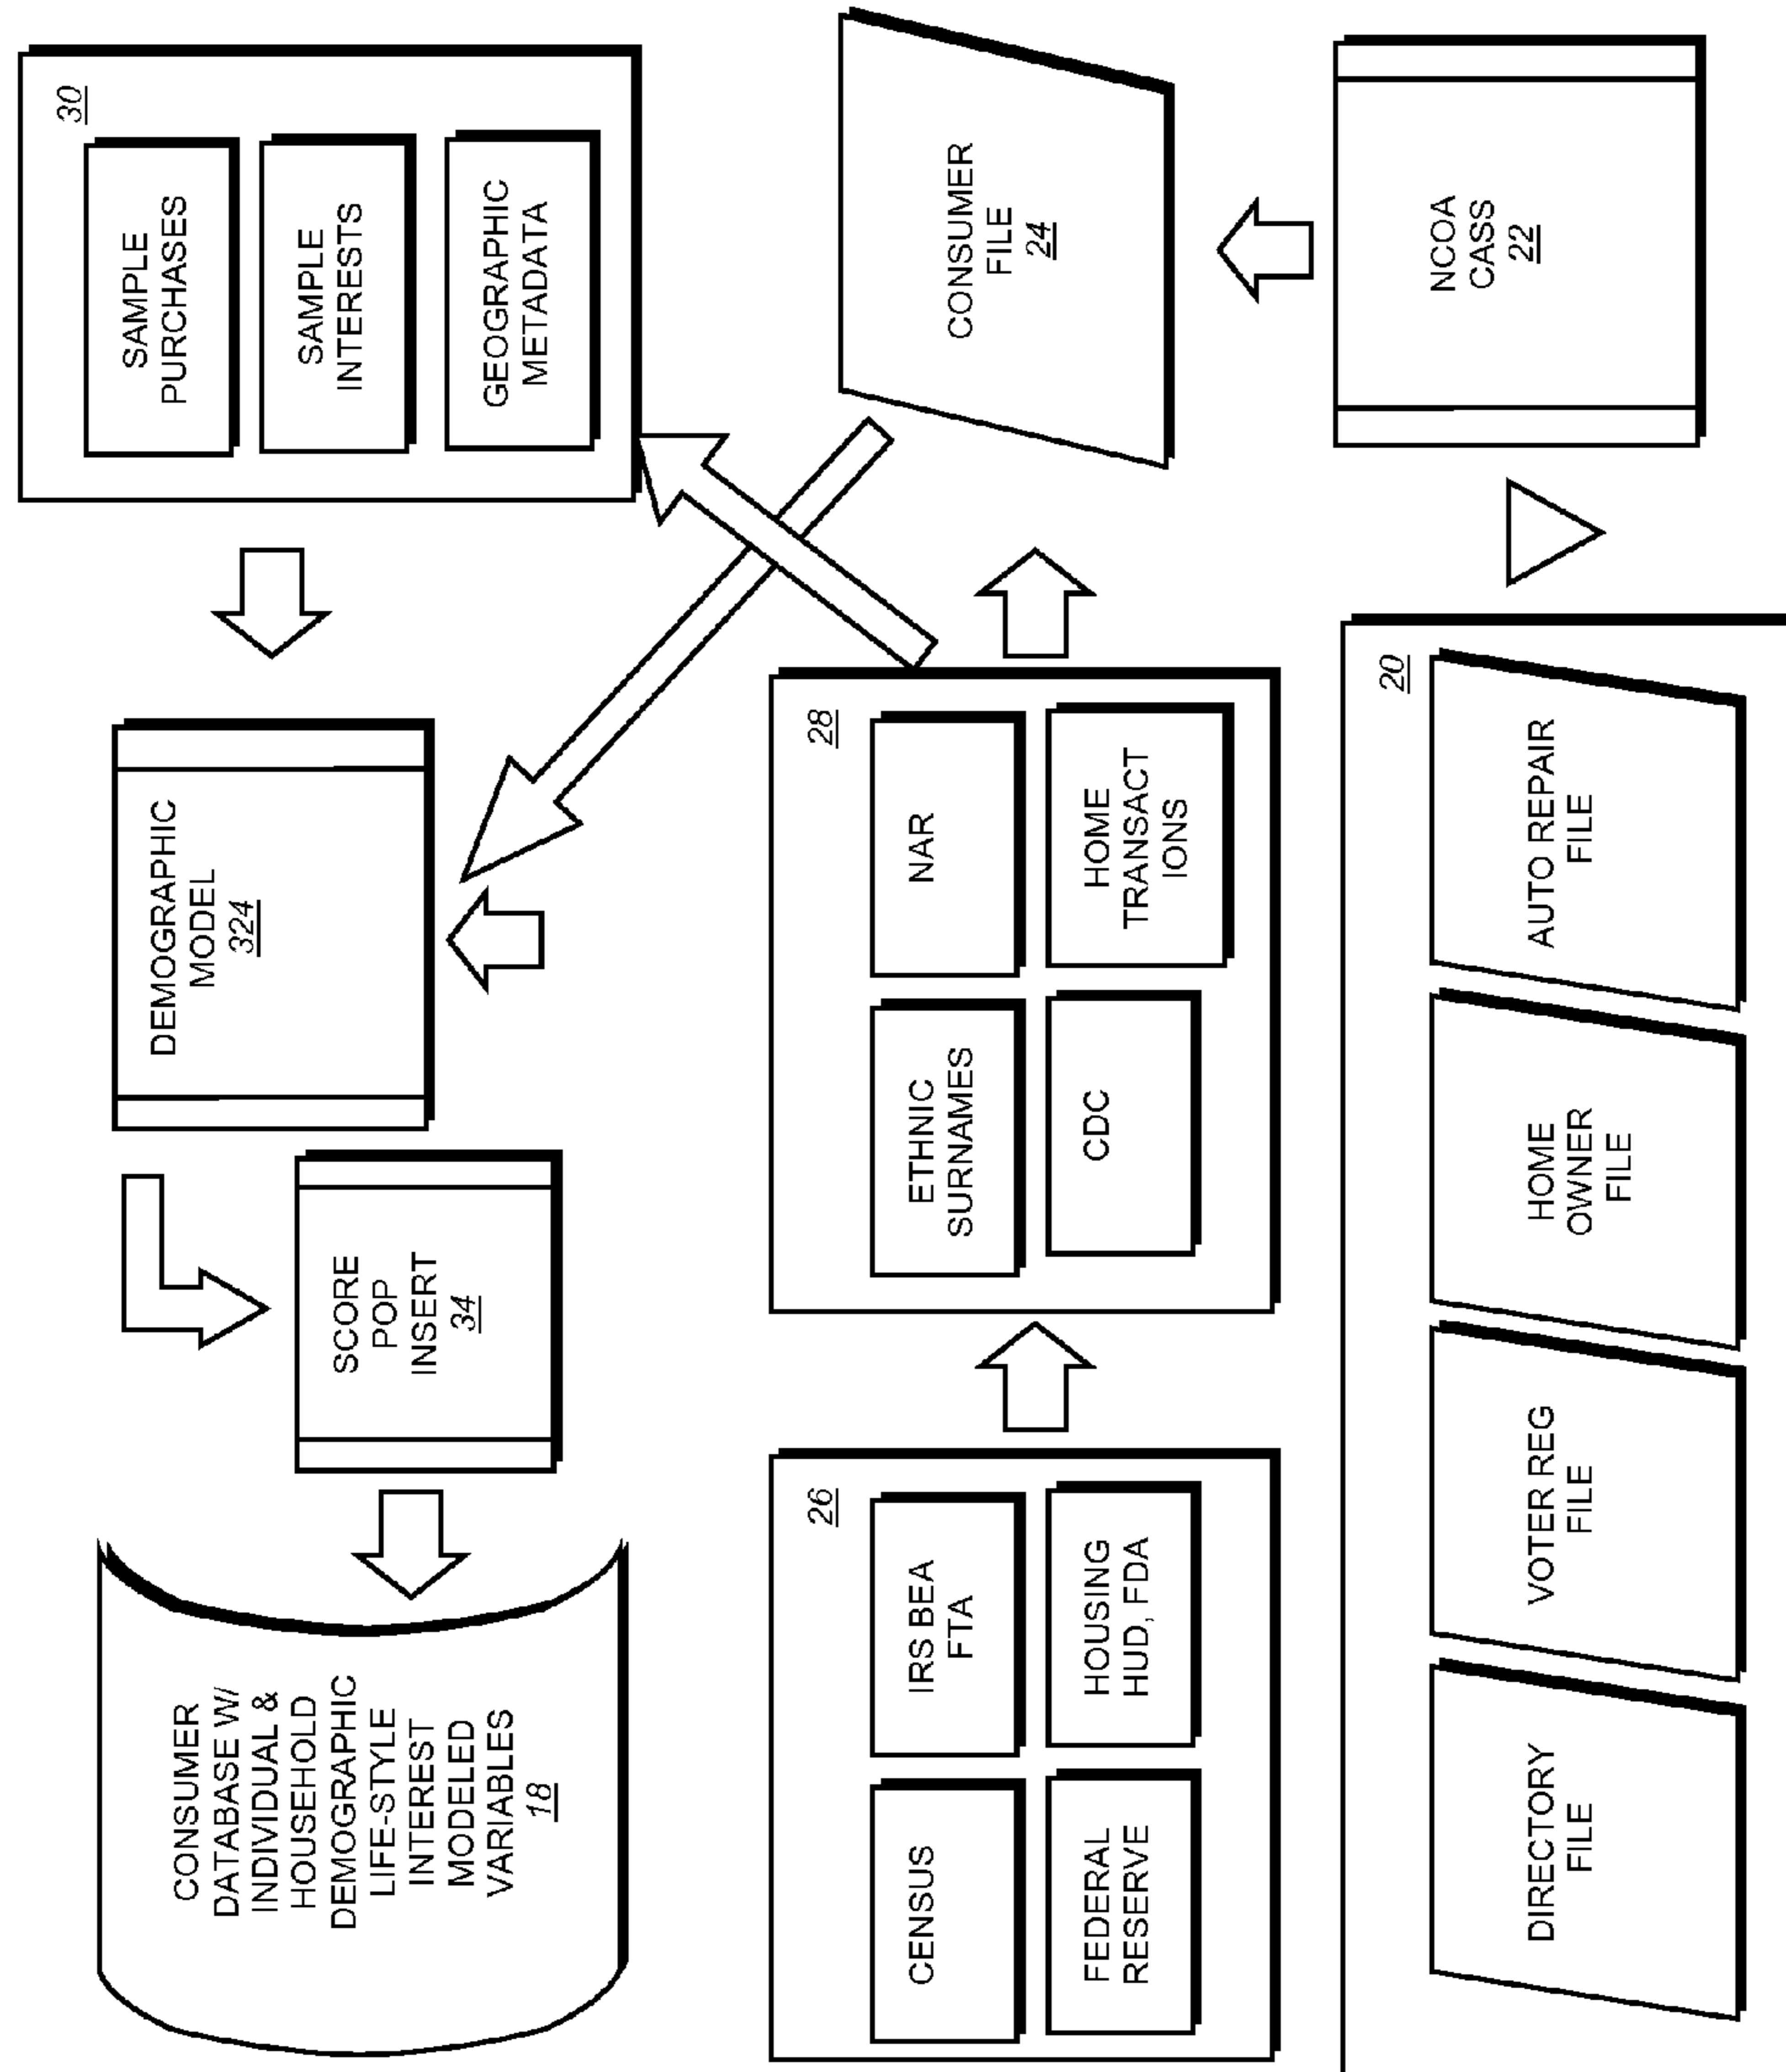 CONSUMER
DATABASE W/
INDIVIDUAL &
HOUSEHOLD
DEMOGRAPHIC
LIFE-STYLE
INTEREST
MODELED
VARIABLES
18
SCORE
POP
INSERT
34
DEMOGRAPHIC
MODEL
324
30
SAMPLE
PURCHASES
SAMPLE
INTERESTS
GEOGRAPHIC
METADATA
26
CENSUS
IRS BEA
FTA
FEDERAL
RESERVE
HOUSING
HUD, FDA
28
ETHNIC
SURNAMES
NAR
CDC
HOME
TRANSACT
IONS
CONSUMER
FILE
24
20
DIRECTORY
FILE
VOTER REG
FILE
HOME
OWNER
FILE
AUTO REPAIR
FILE
NCOA
CASS
22